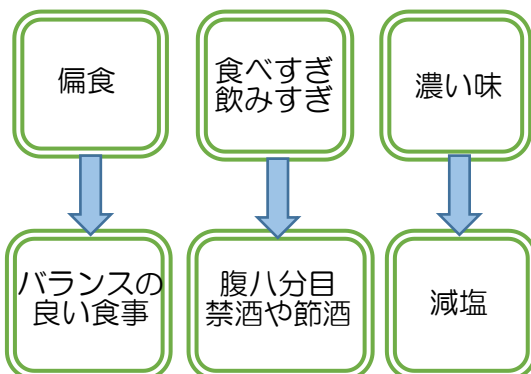 偏食
食べすぎ
飲みすぎ
濃い味
バランスの
良い食事
腹八分目
禁酒や節酒
減塩